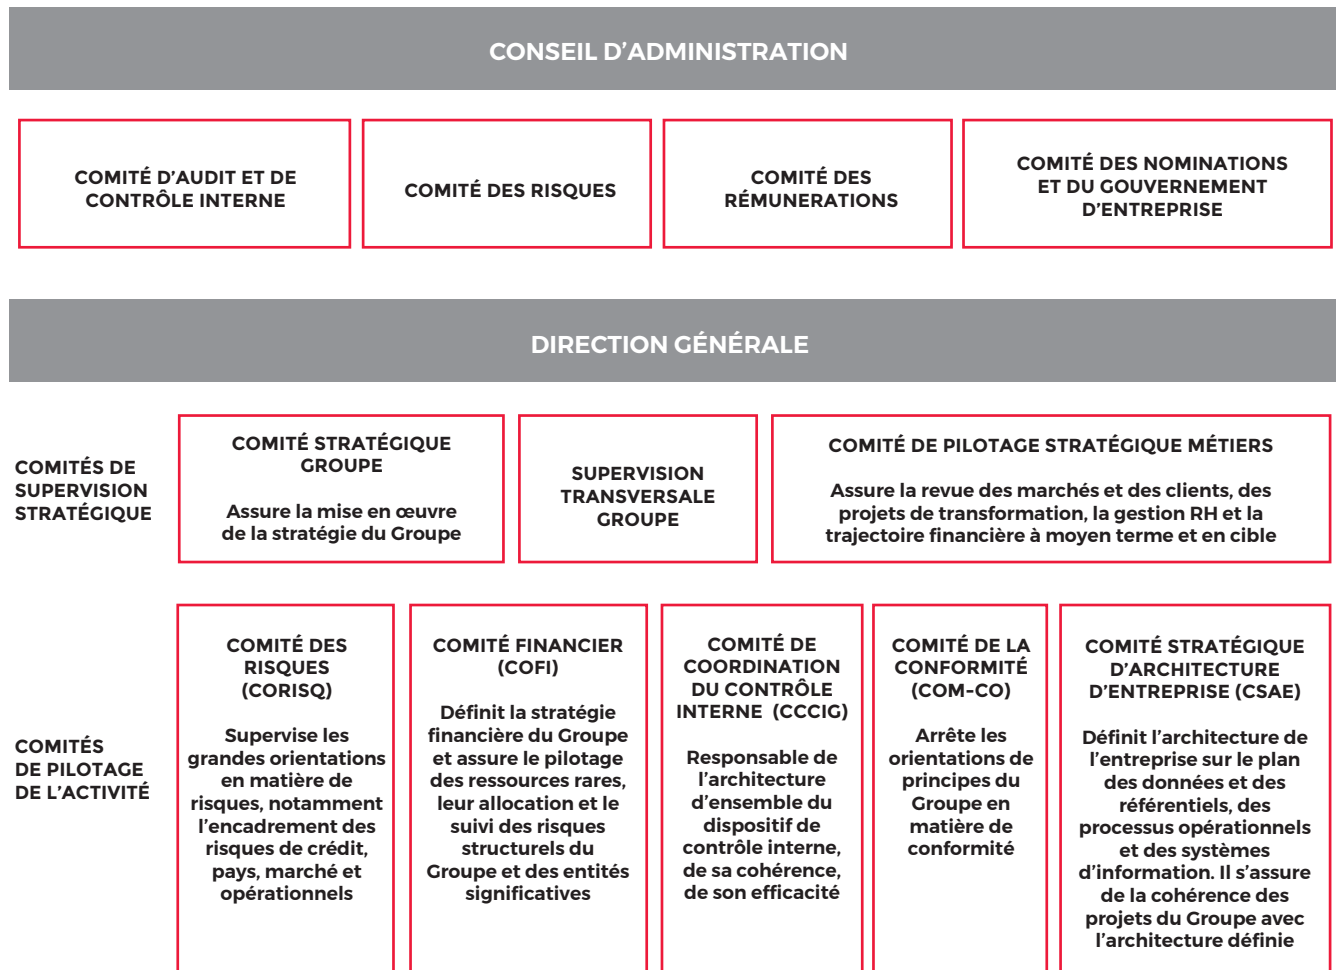 CONSEIL D’ADMINISTRATION
COMITÉ D’AUDIT ET DE
CONTRÔLE INTERNE
COMITÉ DES RISQUES
COMITÉ DES
RÉMUNERATIONS
COMITÉ DES NOMINATIONS
ET DU GOUVERNEMENT
D’ENTREPRISE
DIRECTION GÉNÉRALE
COMITÉS DE
SUPERVISION
STRATÉGIQUE
COMITÉ STRATÉGIQUE
GROUPE
Assure la mise en œuvre
de la stratégie du Groupe
SUPERVISION
TRANSVERSALE
GROUPE
COMITÉ DE PILOTAGE STRATÉGIQUE MÉTIERS
Assure la revue des marchés et des clients, des
projets de transformation, la gestion RH et la
trajectoire financière à moyen terme et en cible
COMITÉS
DE PILOTAGE
DE L’ACTIVITÉ
COMITÉ DES
RISQUES
(CORISQ)
Supervise les
grandes orientations
en matière de
risques, notamment
l’encadrement des
risques de crédit,
pays, marché et
opérationnels
COMITÉ FINANCIER
(COFI)
Définit la stratégie
financière du Groupe
et assure le pilotage
des ressources rares,
leur allocation et le
suivi des risques
structurels du
Groupe et des entités
significatives
COMITÉ DE
COORDINATION
DU CONTRÔLE
INTERNE (CCCIG)
Responsable de
l’architecture
d’ensemble du
dispositif de
contrôle interne,
de sa cohérence,
de son efficacité
COMITÉ DE LA
CONFORMITÉ
(COM-CO)
Arrête les
orientations de
principes du
Groupe en
matière de
conformité
COMITÉ STRATÉGIQUE
D’ARCHITECTURE
D’ENTREPRISE (CSAE)
Définit l’architecture de
l’entreprise sur le plan
des données et des
référentiels, des
processus opérationnels
et des systèmes
d’information. Il s’assure
de la cohérence des
projets du Groupe avec
l’architecture définie